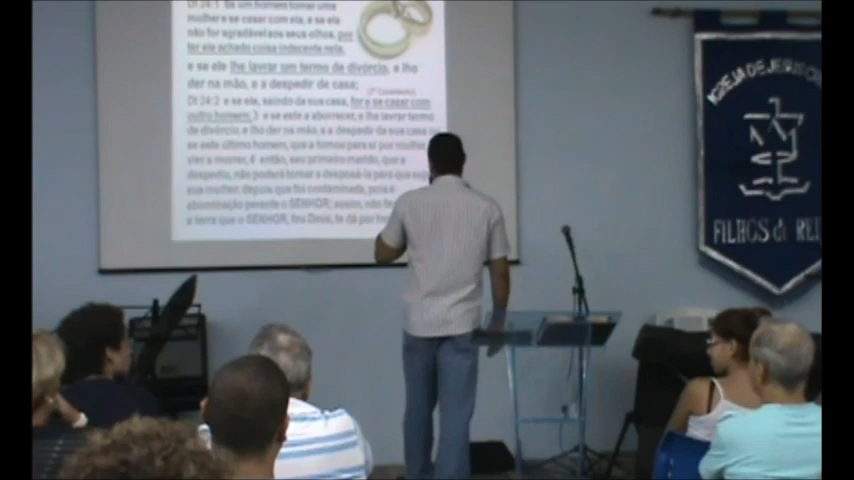 Dt 24:1 Se um homem tomar uma
mulher e se casar com ela, e se ela
não for agradável aos seus olhos, por
ter ele achado coisa indecente nela,
e se ele lhe lavrar um termo de divórcio, e lho
der na mão, e a despedir de casa;
Dt 24:2 e se ela, saindo da sua casa, for e se casar com
outro homem, 3 e se este a aborrecer, e lhe lavrar termo
de divórcio, e lho der na mão, e a despedir da sua casa
se este último homem, que a tomou para si por mulher
vier a morrer, 4 então, seu primeiro marido, que a
despediu, não poderá tornar a desposá-la para que
sua mulher, depois que foi contaminada, pois é
abominação perante o SENHOR; assim, não
a terra que o SENHOR, teu Deus, te dá por
IGREJA DE JESUS
FILHOS do REI